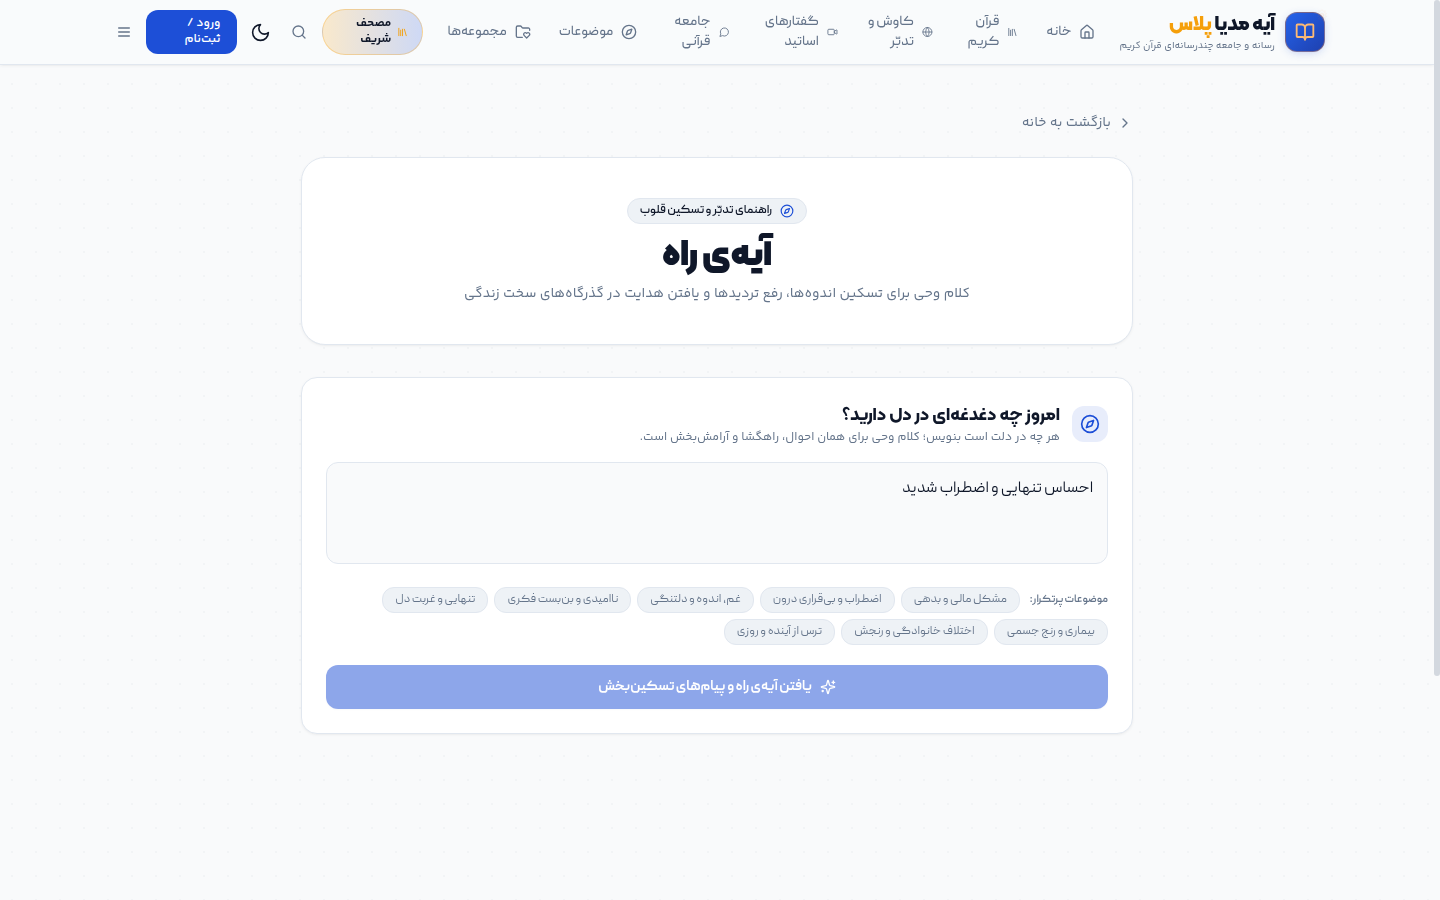 آیه مدیا پلاس
رسانه و جامعه چندرسانه‌ای قرآن کریم
خانه
قرآن
کریم
کاوش و
تدبّر
گفتارهای
اساتید
جامعه
قرآنی
موضوعات
مجموعه‌ها
مصحف
شریف
ورود /
ثبت‌نام
بازگشت به خانه
راهنمای تدبّر و تسکین قلوب
آیه‌ی راه
کلام وحی برای تسکین اندوه‌ها، رفع تردیدها و یافتن هدایت در گذرگاه‌های سخت زندگی
امروز چه دغدغه‌ای در دل دارید؟
هر چه در دلت است بنویس؛ کلام وحی برای همان احوال، راهگشا و آرامش‌بخش است.
احساس تنهایی و اضطراب شدید
موضوعات پرتکرار: مشکل مالی و بدهی اضطراب و بی‌قراری درون غم، اندوه و دلتنگی ناامیدی و بن‌بست فکری تنهایی و غربت دل
بیماری و رنج جسمی اختلاف خانوادگی و رنجش ترس از آینده و روزی
یافتن آیه‌ی راه و پیام‌های تسکین‌بخش